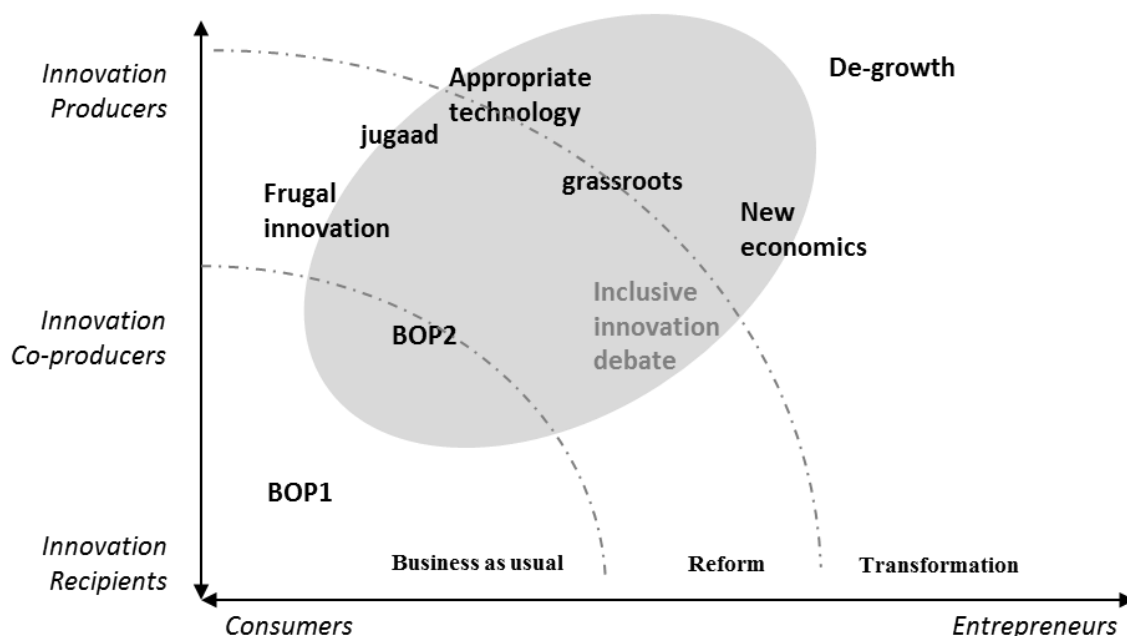 Innovation
Producers
De-growth
Appropriate
technology
jugaad
grassroots
Frugal
innovation
New
economics
Inclusive
innovation
debate
Innovation
Co-producers
BOP2
BOP1
Innovation
Recipients
Business as usual
Reform
Transformation
Consumers
Entrepreneurs